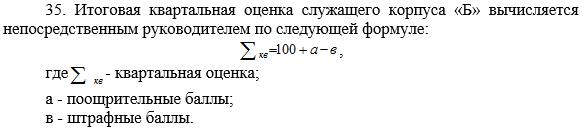 35. Итоговая квартальная оценка служащего корпуса «Б» вычисляется
непосредственным руководителем по следующей формуле:
∑ кв=100 + а − в ,
где ∑ кв - квартальная оценка;
а - поощрительные баллы;
в - штрафные баллы.